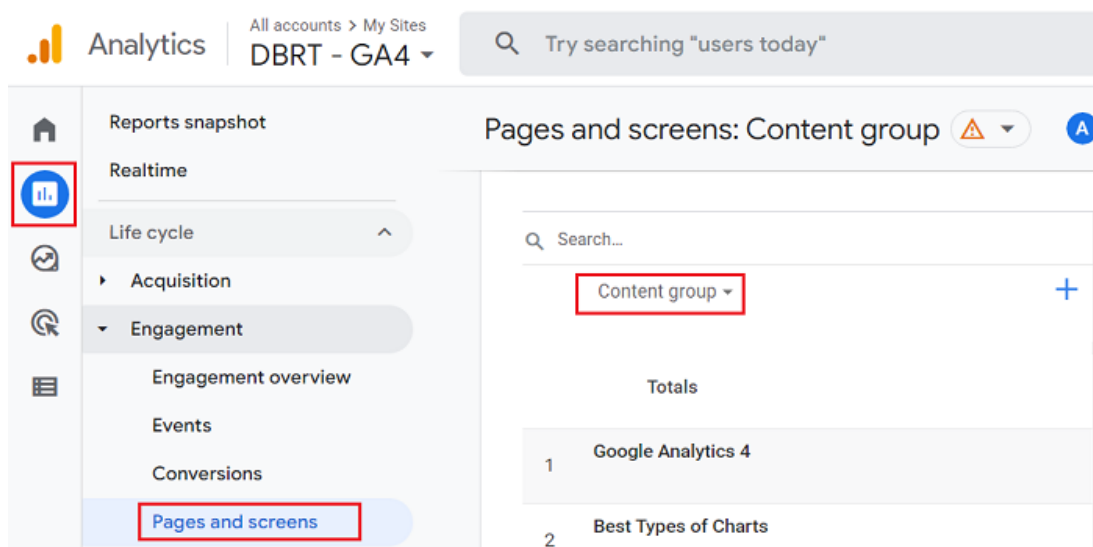 All accounts > My Sites
Analytics
DBRT - GA4
Try searching "users today"
Reports snapshot
Realtime
Life cycle
Acquisition
Engagement
Engagement overview
Events
Conversions
Pages and screens
Pages and screens: Content group
A
Search...
Content group
Totals
1 Google Analytics 4
2 Best Types of Charts